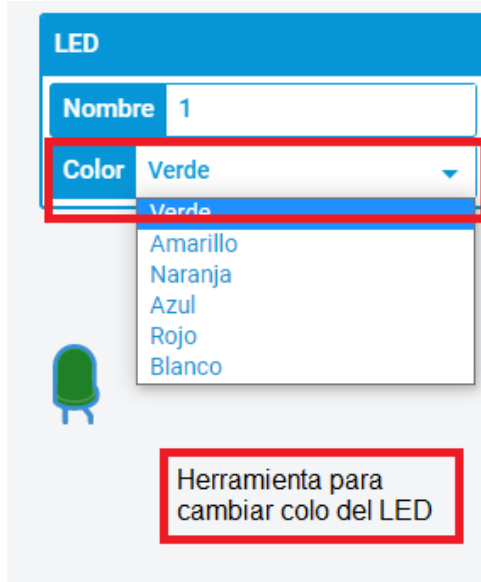 LED
Nombre 1
Color Verde
Verde
Amarillo
Naranja
Azul
Rojo
Blanco
Herramienta para
cambiar colo del LED